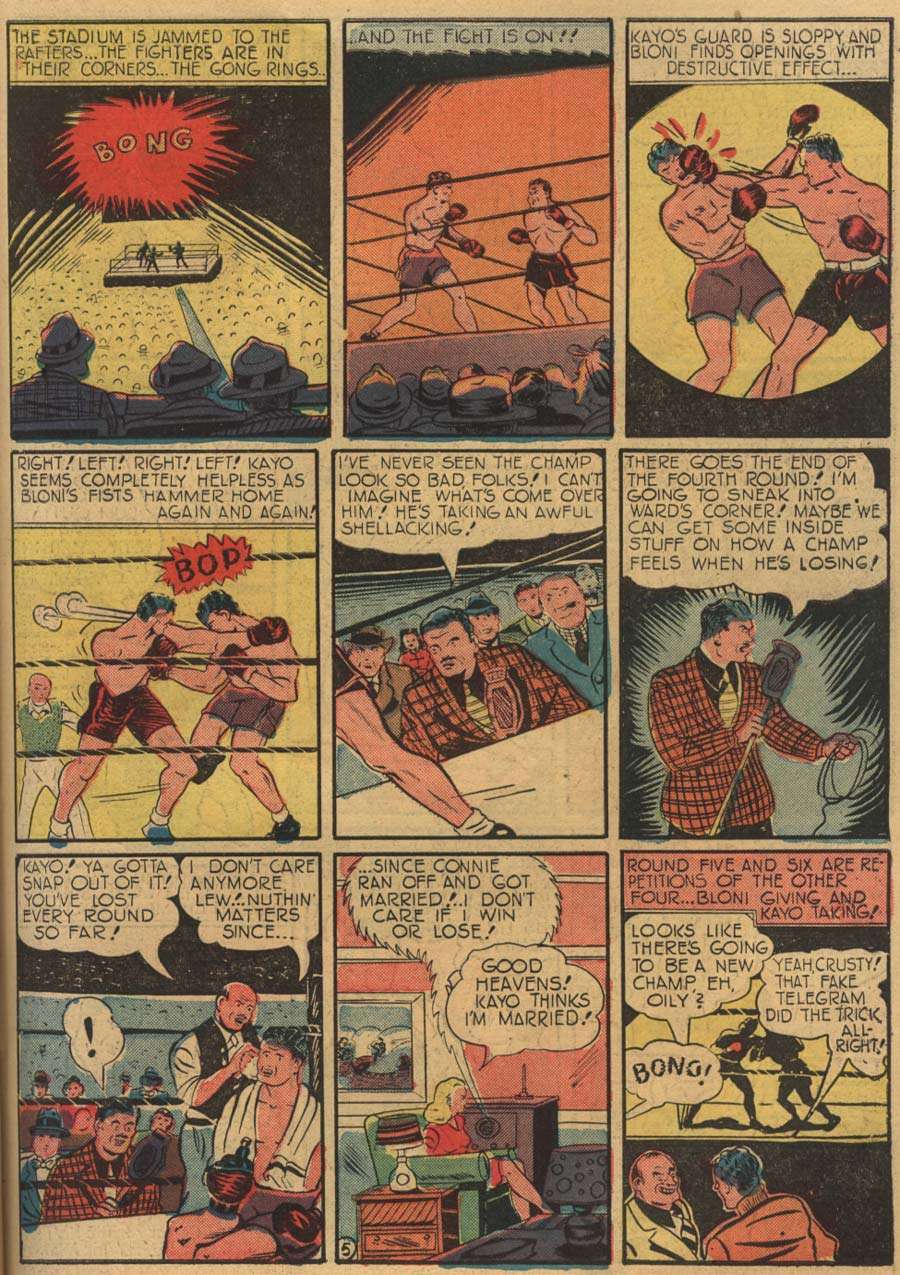 THE STADIUM IS JAMMED TO THE
RAFTERS...THE FIGHTERS ARE IN
THEIR CORNERS...THE GONG RINGS..
BONG
...AND THE FIGHT IS ON!!
KAYO'S GUARD IS SLOPPY AND
BLONI FINDS OPENINGS WITH
DESTRUCTIVE EFFECT...
RIGHT! LEFT! RIGHT! LEFT! KAYO
SEEMS COMPLETELY HELPLESS AS
BLONI'S FISTS HAMMER HOME
AGAIN AND AGAIN!
BOP
I'VE NEVER SEEN THE CHAMP
LOOK SO BAD FOLKS! I CAN'T
IMAGINE WHAT'S COME OVER
HIM! HE'S TAKING AN AWFUL
SHELLACKING!
THERE GOES THE END OF
THE FOURTH ROUND! I'M
GOING TO SNEAK INTO
WARD'S CORNER! MAYBE WE
CAN GET SOME INSIDE
STUFF ON HOW A CHAMP
FEELS WHEN HE'S LOSING!
KAYO! YA GOTTA
SNAP OUT OF IT!
YOU'VE LOST
EVERY ROUND
SO FAR!
I DON'T CARE
ANYMORE,
LEW!..NUTHIN'
MATTERS
SINCE...
!
...SINCE CONNIE
RAN OFF AND GOT
MARRIED!..I DON'T
CARE IF I WIN
OR LOSE!
GOOD
HEAVENS!
KAYO THINKS
I'M MARRIED!
5
ROUND FIVE AND SIX ARE RE-
PETITIONS OF THE OTHER
FOUR...BLONI GIVING AND
KAYO TAKING!
LOOKS LIKE
THERE'S GOING
TO BE A NEW
CHAMP, EH,
OILY?
YEAH, CRUSTY!
THAT FAKE
TELEGRAM
DID THE TRICK,
ALL-
RIGHT!
BONG!